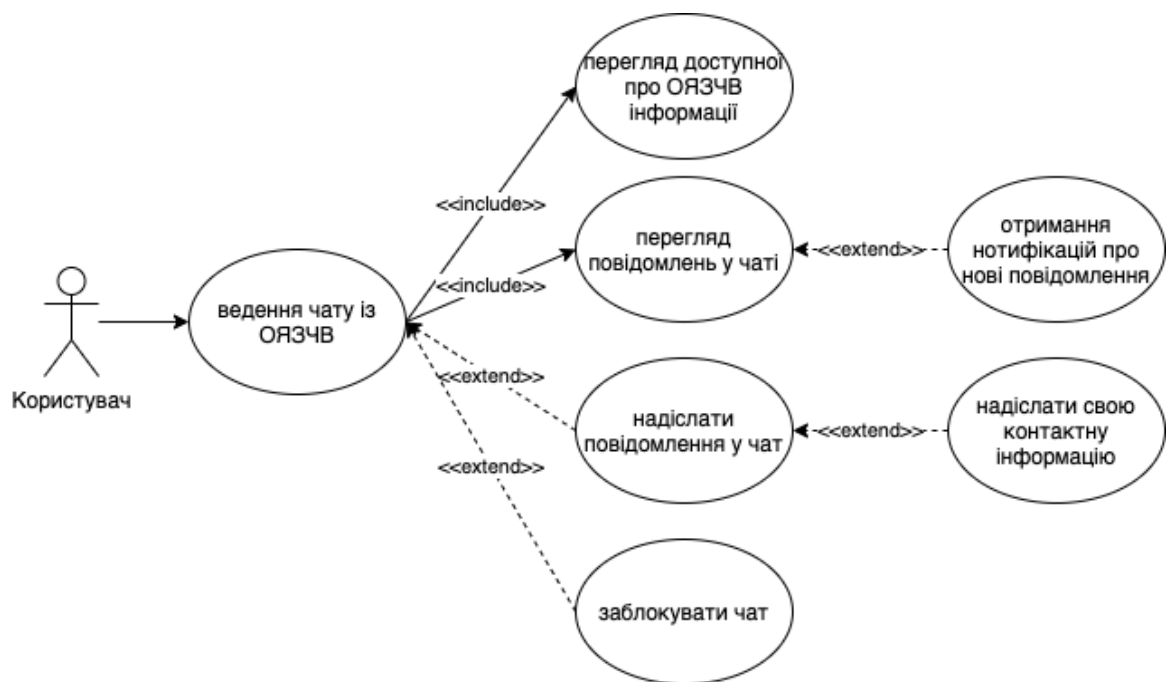 перегляд доступної
про ОЯЗЧВ
інформації
<<include>>
<<include>>
перегляд
повідомлень у чаті
<<extend>>
отримання
нотифікацій про
нові повідомлення
ведення чату із
ОЯЗЧВ
Користувач
<<extend>>
надіслати
повідомлення у чат
<<extend>>
надіслати свою
контактну
інформацію
<<extend>>
заблокувати чат